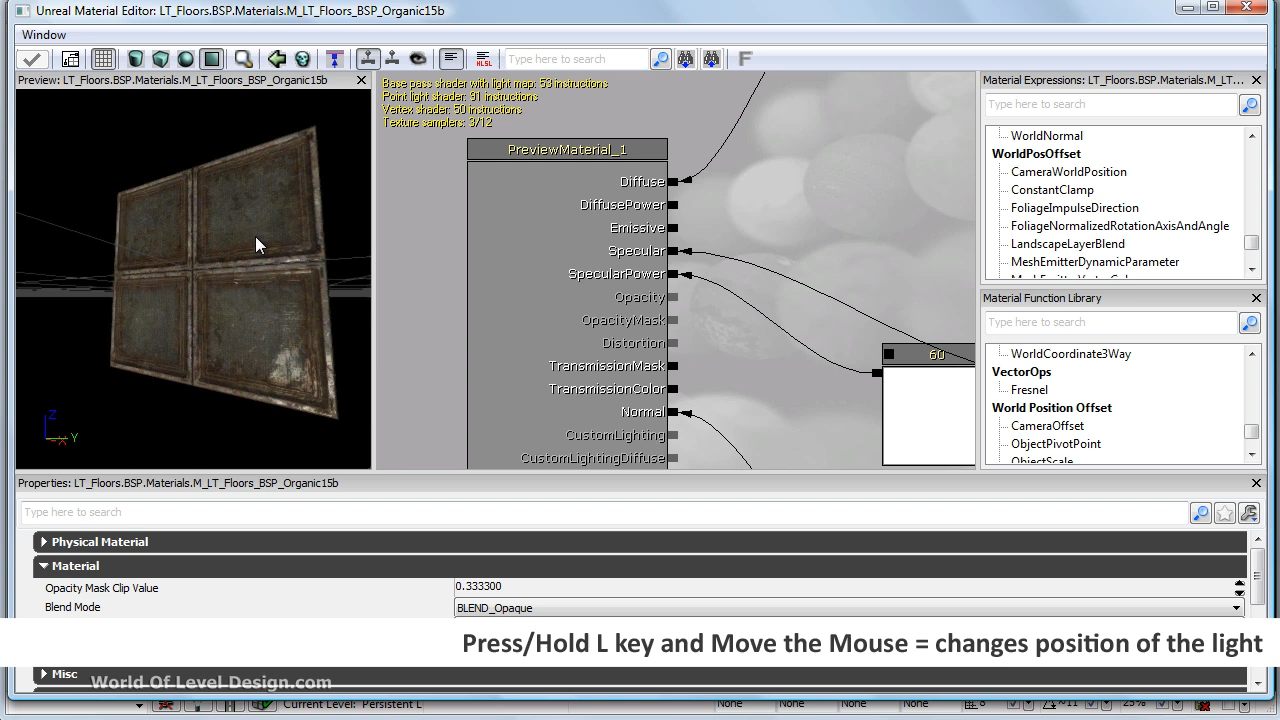 Unreal Material Editor: LT_Floors.BSP.Materials.M_LT_Floors_BSP_Organic15b
Window
HLSL
Type here to search
F
Preview: LT_Floors.BSP.Materials.M_LT_Floors_BSP_Organic15b
Z
Y
X
Base pass shader with light map: 53 instructions
Point light shader: 91 instructions
Vertex shader: 50 instructions
Texture samplers: 3/12
PreviewMaterial_1
Diffuse
DiffusePower
Emissive
Specular
SpecularPower
Opacity
OpacityMask
Distortion
TransmissionMask
TransmissionColor
Normal
CustomLighting
CustomLightingDiffuse
60
Material Expressions: LT_Floors.BSP.Materials.M_LT...
Type here to search
WorldNormal
WorldPosOffset
CameraWorldPosition
ConstantClamp
FoliageImpulseDirection
FoliageNormalizedRotationAxisAndAngle
LandscapeLayerBlend
MeshEmitterDynamicParameter
Material Function Library
Type here to search
WorldCoordinate3Way
VectorOps
Fresnel
World Position Offset
CameraOffset
ObjectPivotPoint
ObjectScale
Properties: LT_Floors.BSP.Materials.M_LT_Floors_BSP_Organic15b
Type here to search
Physical Material
Material
Opacity Mask Clip Value
0.333300
Blend Mode
BLEND_Opaque
Press/Hold L key and Move the Mouse = changes position of the light
Misc
World Of Level Design.com
Current Level: Persistent L
None
None
None
None
8
11
25%